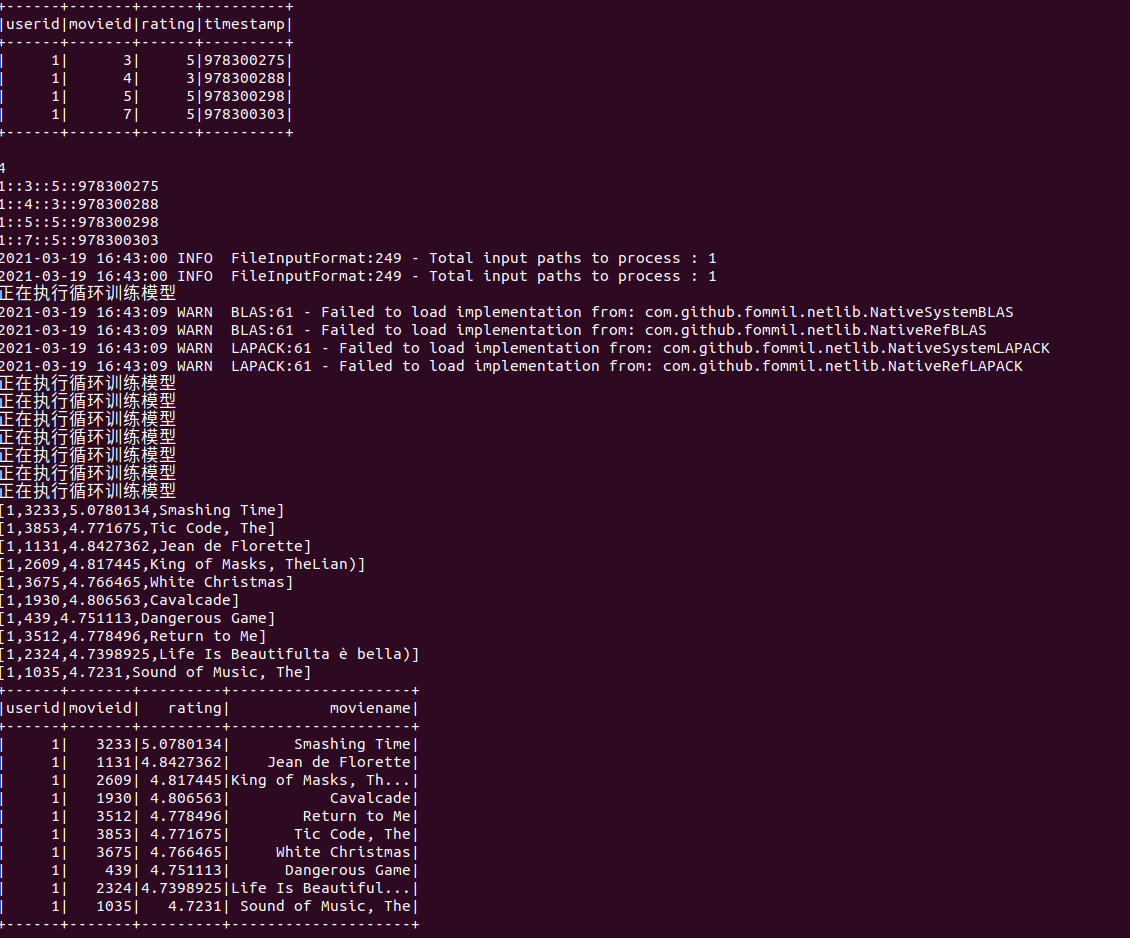 +------+-------+------+---------+
|userid|movieid|rating|timestamp|
+------+-------+------+---------+
|     1|      3|     5|978300275|
|     1|      4|     3|978300288|
|     1|      5|     5|978300298|
|     1|      7|     5|978300303|
+------+-------+------+---------+
4
1::3::5::978300275
1::4::3::978300288
1::5::5::978300298
1::7::5::978300303
2021-03-19 16:43:00 INFO  FileInputFormat:249 - Total input paths to process : 1
2021-03-19 16:43:00 INFO  FileInputFormat:249 - Total input paths to process : 1
正在执行循环训练模型
2021-03-19 16:43:09 WARN  BLAS:61 - Failed to load implementation from: com.github.fommil.netlib.NativeSystemBLAS
2021-03-19 16:43:09 WARN  BLAS:61 - Failed to load implementation from: com.github.fommil.netlib.NativeRefBLAS
2021-03-19 16:43:09 WARN  LAPACK:61 - Failed to load implementation from: com.github.fommil.netlib.NativeSystemLAPACK
2021-03-19 16:43:09 WARN  LAPACK:61 - Failed to load implementation from: com.github.fommil.netlib.NativeRefLAPACK
正在执行循环训练模型
正在执行循环训练模型
正在执行循环训练模型
正在执行循环训练模型
正在执行循环训练模型
正在执行循环训练模型
正在执行循环训练模型
[1,3233,5.0780134,Smashing Time]
[1,3853,4.771675,Tic Code, The]
[1,1131,4.8427362,Jean de Florette]
[1,2609,4.817445,King of Masks, TheLian)]
[1,3675,4.766465,White Christmas]
[1,1930,4.806563,Cavalcade]
[1,439,4.751113,Dangerous Game]
[1,3512,4.778496,Return to Me]
[1,2324,4.7398925,Life Is Beautifulta è bella)]
[1,1035,4.7231,Sound of Music, The]
+------+-------+---------+--------------------+
|userid|movieid|   rating|           moviename|
+------+-------+---------+--------------------+
|     1|   3233|5.0780134|       Smashing Time|
|     1|   1131|4.8427362|    Jean de Florette|
|     1|   2609| 4.817445|King of Masks, Th...|
|     1|   1930| 4.806563|           Cavalcade|
|     1|   3512| 4.778496|        Return to Me|
|     1|   3853| 4.771675|       Tic Code, The|
|     1|   3675| 4.766465|     White Christmas|
|     1|    439| 4.751113|      Dangerous Game|
|     1|   2324|4.7398925|Life Is Beautiful...|
|     1|   1035|   4.7231| Sound of Music, The|
+------+-------+---------+--------------------+